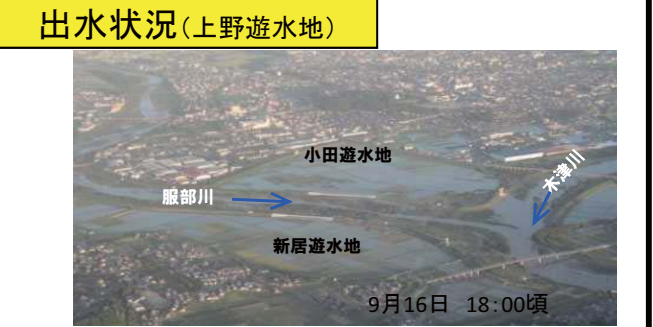 出水状況（上野遊水地）
小田遊水地
木津川
服部川
新居遊水地
9月16日 18:00頃